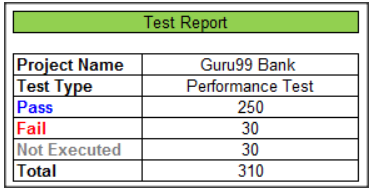 Test Report
Project Name Guru99 Bank
Test Type Performance Test
Pass 250
Fail 30
Not Executed 30
Total 310